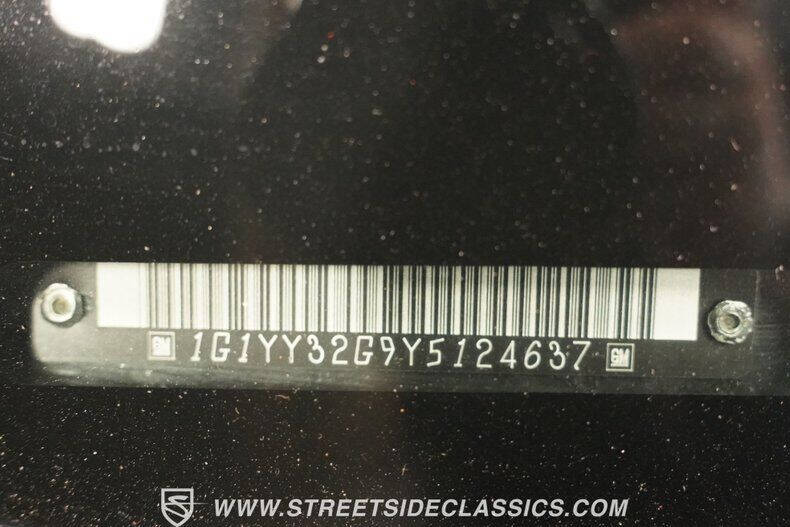 GM 1G1YY32G9Y5124637 GM
WWW.STREETSIDECLASSICS.COM